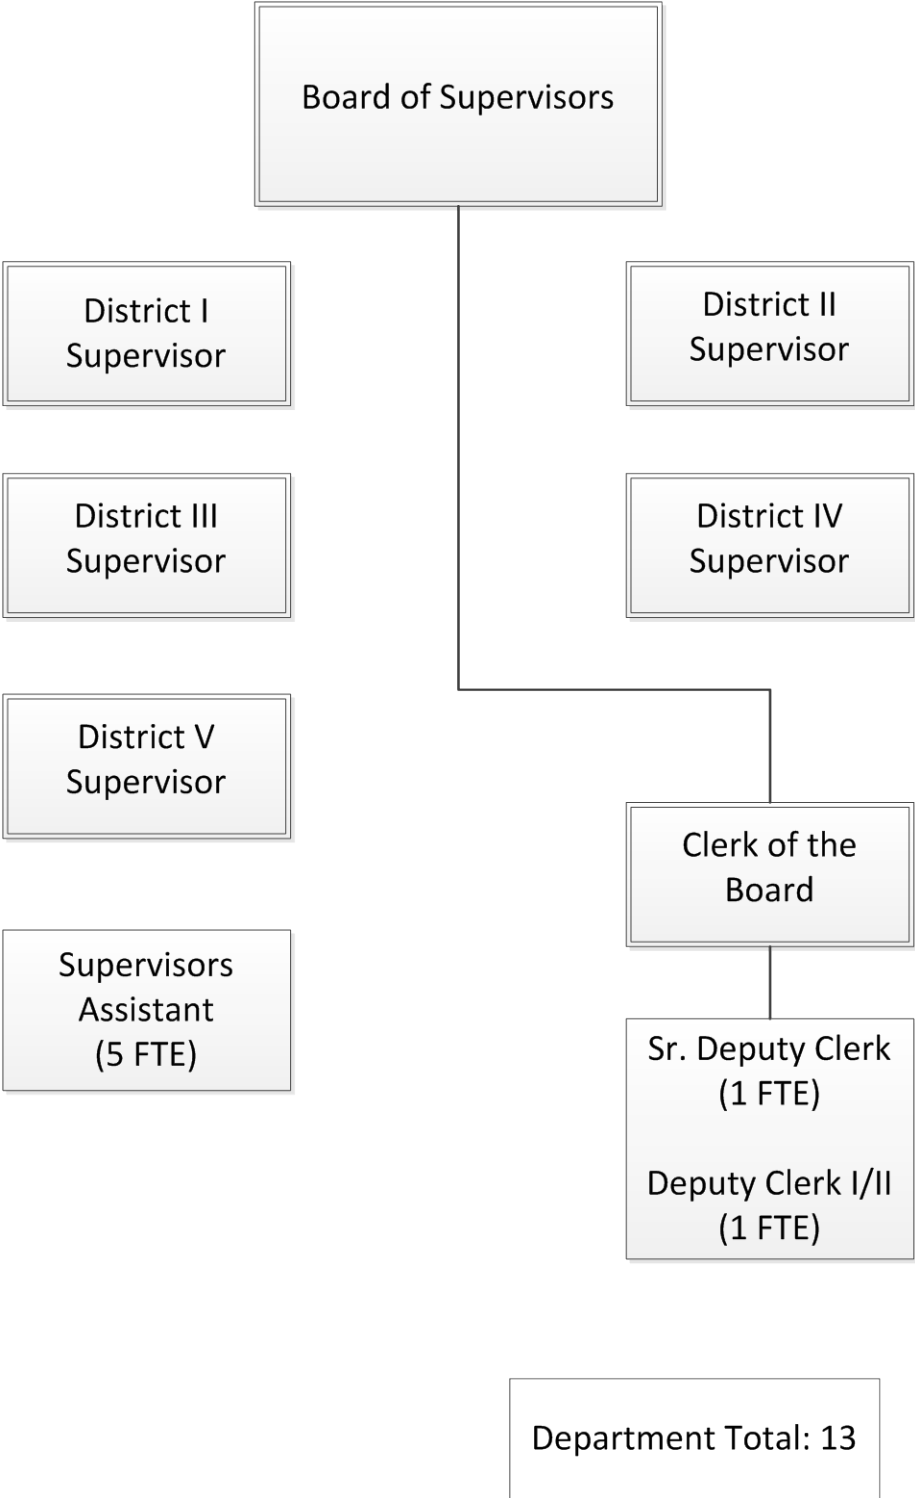 Board of Supervisors
District I
Supervisor
District II
Supervisor
District III
Supervisor
District IV
Supervisor
District V
Supervisor
Clerk of the
Board
Supervisors
Assistant
(5 FTE)
Sr. Deputy Clerk
(1 FTE)
Deputy Clerk I/II
(1 FTE)
Department Total: 13